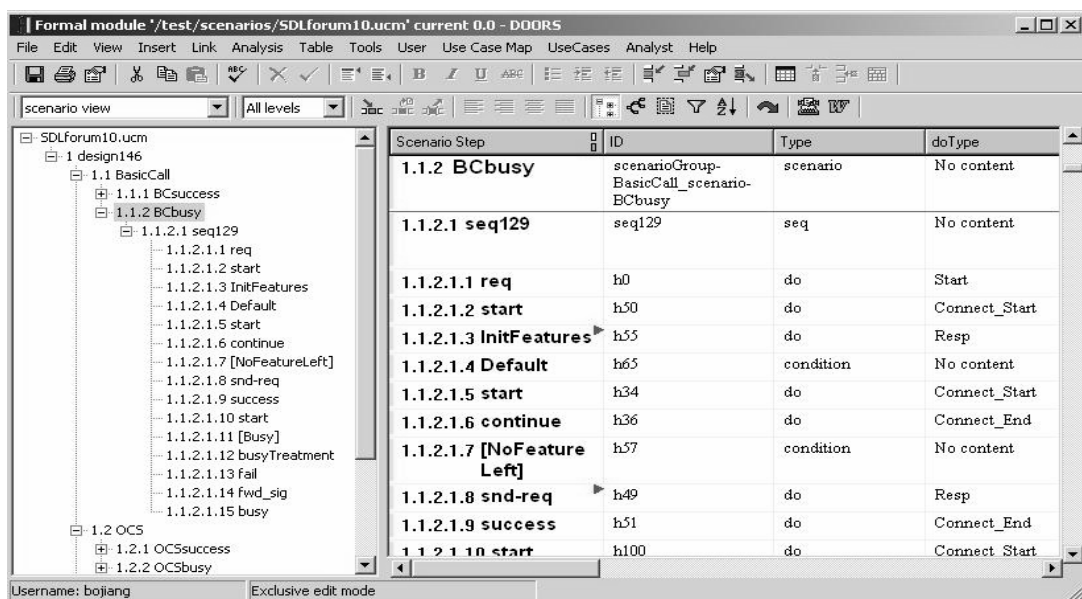 Formal module '/test/scenarios/SDLforum10.ucm' current 0.0 - DOORS
File Edit View Insert Link Analysis Table Tools User Use Case Map UseCases Analyst Help
scenario view All levels
SDLforum10.ucm
1 design146
1.1 BasicCall
1.1.1 BCsuccess
1.1.2 BCbusy
1.1.2.1 seq129
1.1.2.1.1 req
1.1.2.1.2 start
1.1.2.1.3 InitFeatures
1.1.2.1.4 Default
1.1.2.1.5 start
1.1.2.1.6 continue
1.1.2.1.7 [NoFeatureLeft]
1.1.2.1.8 snd-req
1.1.2.1.9 success
1.1.2.1.10 start
1.1.2.1.11 [Busy]
1.1.2.1.12 busyTreatment
1.1.2.1.13 fail
1.1.2.1.14 fwd_sig
1.1.2.1.15 busy
1.2 OCS
1.2.1 OCSsuccess
1.2.2 OCSbusy
Scenario Step ID Type doType
1.1.2 BCbusy scenarioGroup- scenario No content
BasicCall_scenario-
BCbusy
1.1.2.1 seq129 seq129 seq No content
1.1.2.1.1 req h0 do Start
1.1.2.1.2 start h50 do Connect_Start
1.1.2.1.3 InitFeatures h55 do Resp
1.1.2.1.4 Default h65 condition No content
1.1.2.1.5 start h34 do Connect_Start
1.1.2.1.6 continue h36 do Connect_End
1.1.2.1.7 [NoFeature h57 condition No content
Left]
1.1.2.1.8 snd-req h49 do Resp
1.1.2.1.9 success h51 do Connect_End
1.1.2.1.10 start h100 do Connect_Start
Username: bojiang Exclusive edit mode